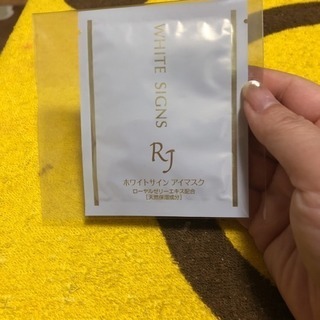 WHITE SIGNS
RJ
ホワイトサイン アイマスク
ローヤルゼリーエキス配合
［天然保湿成分］